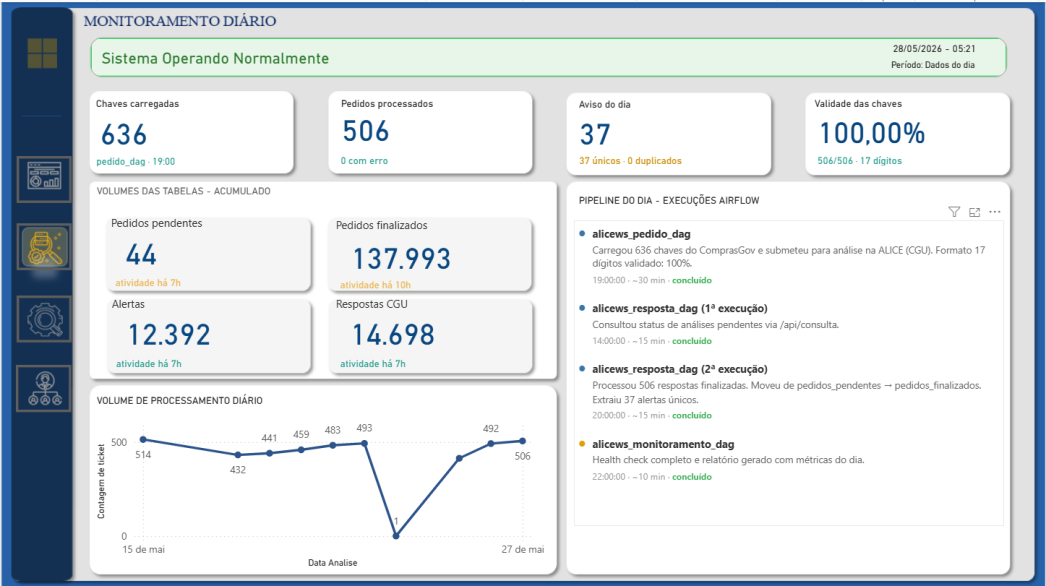 MONITORAMENTO DIÁRIO
Sistema Operando Normalmente
28/05/2026 - 05:21
Período: Dados do dia
Chaves carregadas
636
pedido_dag · 19:00
Pedidos processados
506
0 com erro
Aviso do dia
37
37 únicos · 0 duplicados
Validade das chaves
100,00%
506/506 · 17 dígitos
VOLUMES DAS TABELAS - ACUMULADO
Pedidos pendentes
44
atividade há 7h
Pedidos finalizados
137.993
atividade há 10h
Alertas
12.392
atividade há 7h
Respostas CGU
14.698
atividade há 7h
VOLUME DE PROCESSAMENTO DIÁRIO
Contagem de ticket
500
0
514
432
441
459
483
493
1
492
506
15 de mai
27 de mai
Data Analise
PIPELINE DO DIA - EXECUÇÕES AIRFLOW
alicews_pedido_dag
Carregou 636 chaves do ComprasGov e submeteu para análise na ALICE (CGU). Formato 17
dígitos validado: 100%.
19:00:00 · ~30 min · concluído
alicews_resposta_dag (1ª execução)
Consultou status de análises pendentes via /api/consulta.
14:00:00 · ~15 min · concluído
alicews_resposta_dag (2ª execução)
Processou 506 respostas finalizadas. Moveu de pedidos_pendentes → pedidos_finalizados.
Extraiu 37 alertas únicos.
20:00:00 · ~15 min · concluído
alicews_monitoramento_dag
Health check completo e relatório gerado com métricas do dia.
22:00:00 · ~10 min · concluído